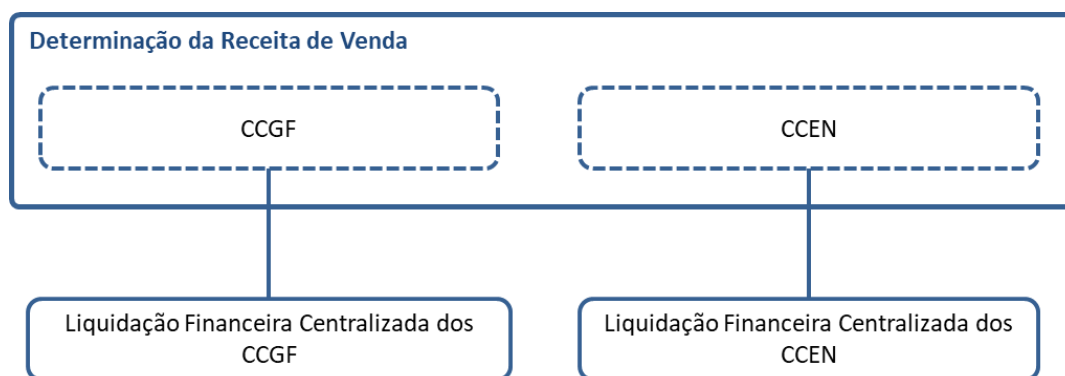 Determinação da Receita de Venda
CCGF
CCEN
Liquidação Financeira Centralizada dos
CCGF
Liquidação Financeira Centralizada dos
CCEN